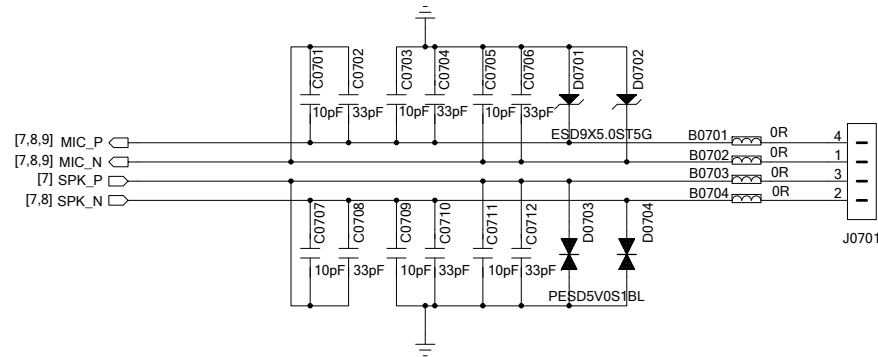 C0701
C0702
C0703
C0704
C0705
C0706
D0701
D0702
10pF
33pF
10pF
33pF
10pF
33pF
ESD9X5.0ST5G
[7,8,9] MIC_P
[7,8,9] MIC_N
[7] SPK_P
[7,8] SPK_N
B0701 0R 4
B0702 0R 1
B0703 0R 3
B0704 0R 2
J0701
C0707
C0708
C0709
C0710
C0711
C0712
D0703
D0704
10pF
33pF
10pF
33pF
10pF
33pF
PESD5V0S1BL